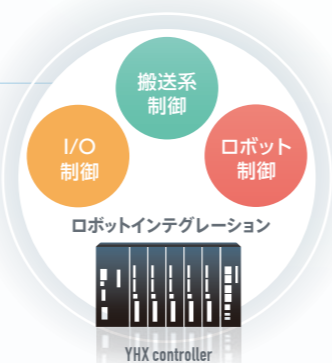 搬送系
制御
I/O
制御
ロボット
制御
ロボットインテグレーション
YHX controller